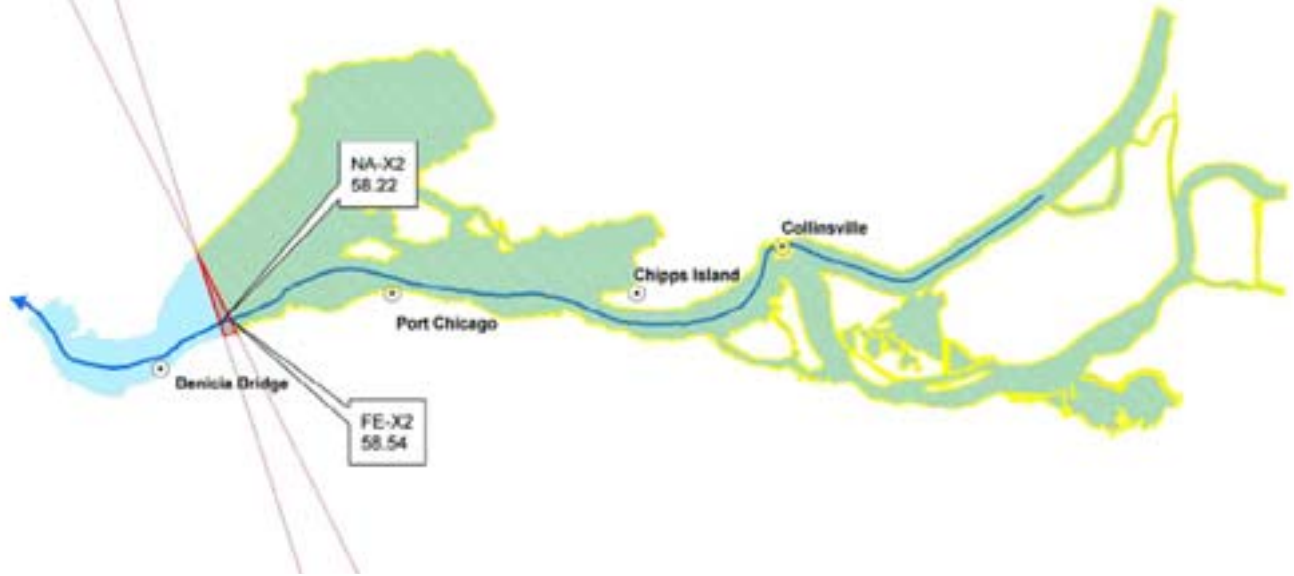 NA-X2
58.22
Collinsville
Chipps Island
Port Chicago
Benicia Bridge
FE-X2
58.54